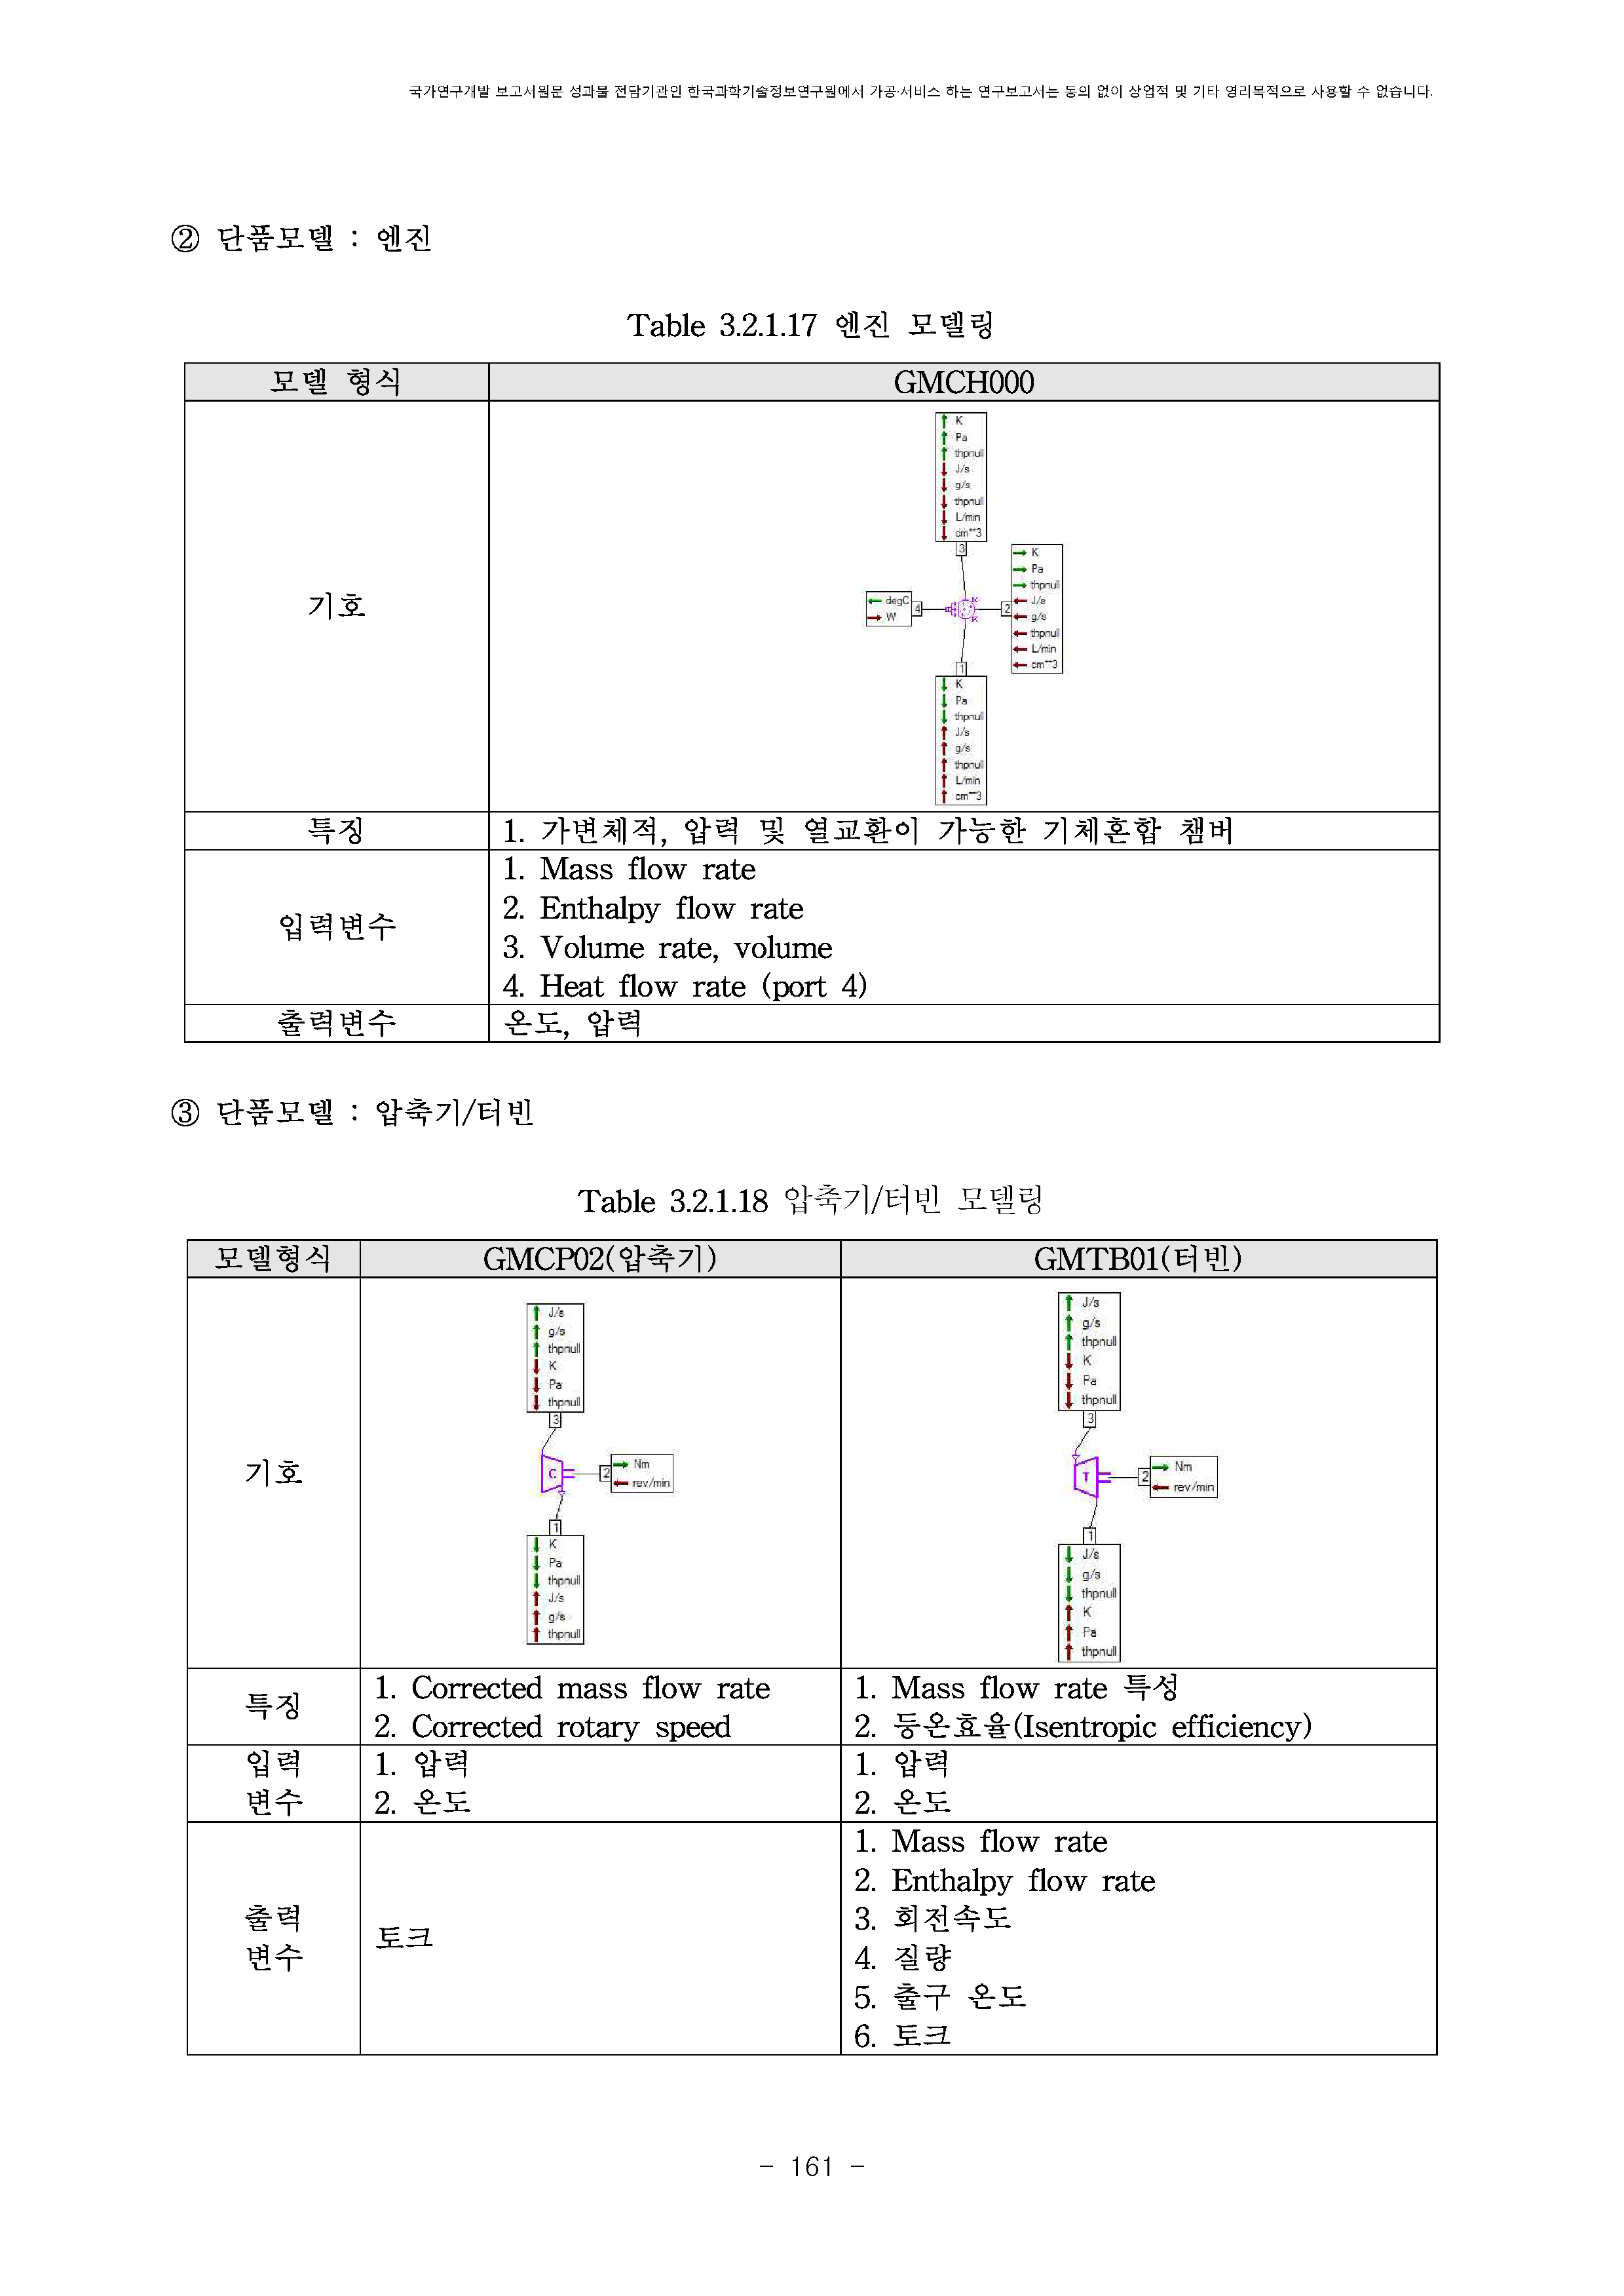 국가연구개발 보고서원문 성과물 전담기관인 한국과학기술정보연구원에서 가공·서비스 하는 연구보고서는 동의 없이 상업적 및 기타 영리목적으로 사용할 수 없습니다.
② 단품모델 : 엔진
Table 3.2.1.17 엔진 모델링
모델 형식 GMCH000
기호
K
Pa
thpnull
J/s
g/s
thpnull
L/min
cm**3
3
K
Pa
thpnull
J/s
g/s
thpnull
L/min
cm**3
degC
W
4
2
1
K
Pa
thpnull
J/s
g/s
thpnull
L/min
cm**3
특징 1. 가변체적, 압력 및 열교환이 가능한 기체혼합 챔버
입력변수
1. Mass flow rate
2. Enthalpy flow rate
3. Volume rate, volume
4. Heat flow rate (port 4)
출력변수 온도, 압력
③ 단품모델 : 압축기/터빈
Table 3.2.1.18 압축기/터빈 모델링
모델형식 GMCP02(압축기) GMTB01(터빈)
기호
J/s
g/s
thpnull
K
Pa
thpnull
3
C
2
Nm
rev/min
1
K
Pa
thpnull
J/s
g/s
thpnull
J/s
g/s
thpnull
K
Pa
thpnull
3
T
2
Nm
rev/min
1
J/s
g/s
thpnull
K
Pa
thpnull
특징
1. Corrected mass flow rate
2. Corrected rotary speed
1. Mass flow rate 특성
2. 등온효율(Isentropic efficiency)
입력
변수
1. 압력
2. 온도
1. 압력
2. 온도
출력
변수
토크
1. Mass flow rate
2. Enthalpy flow rate
3. 회전속도
4. 질량
5. 출구 온도
6. 토크
- 161 -